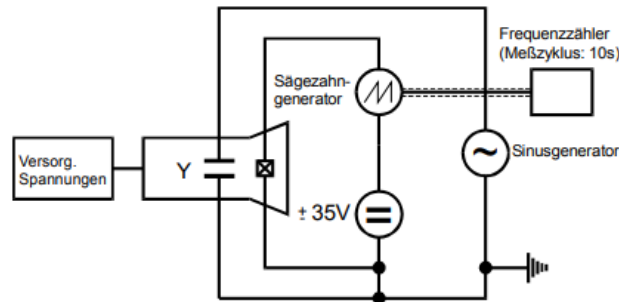 Frequenzzähler
(Meßzyklus: 10s)
Sägezahn-
generator
Versorg.
Spannungen
Y
± 35V
~
=
Sinusgenerator